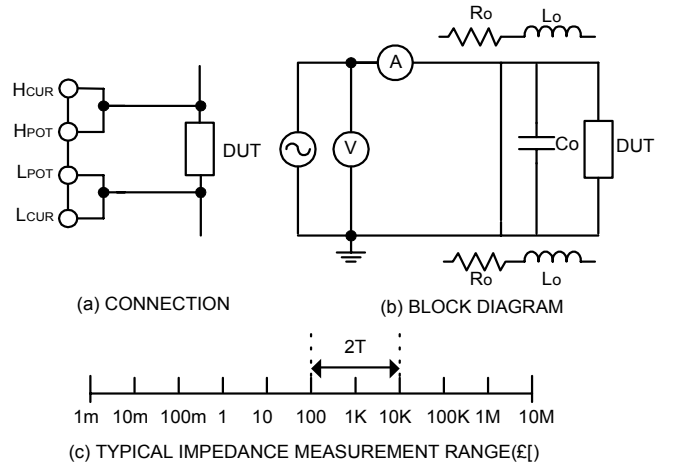 Ro Lo
A
HCUR
HPOT
DUT
V
Co
DUT
LPOT
LCUR
Ro Lo
(a) CONNECTION
(b) BLOCK DIAGRAM
2T
1m 10m 100m 1 10 100 1K 10K 100K 1M 10M
(c) TYPICAL IMPEDANCE MEASUREMENT RANGE(£[)